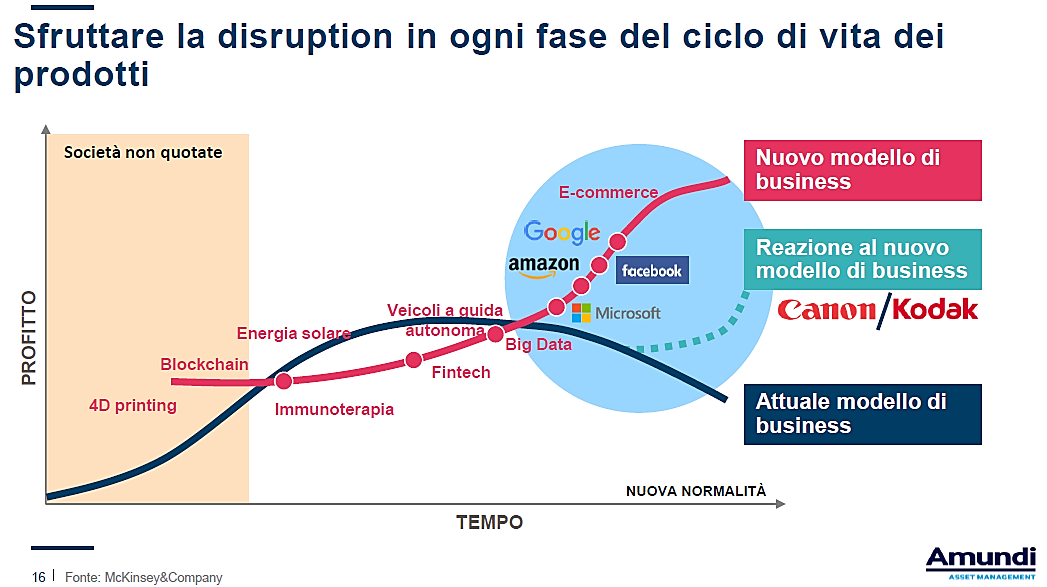 Sfruttare la disruption in ogni fase del ciclo di vita dei
prodotti
Società non quotate
Nuovo modello di
business
E-commerce
Google
amazon
facebook
Reazione al nuovo
modello di business
Canon/Kodak
Microsoft
Veicoli a guida
autonoma
Energia solare
Big Data
Blockchain
Fintech
4D printing
Immunoterapia
Attuale modello di
business
PROFITTO
NUOVA NORMALITÀ
TEMPO
16 Fonte: McKinsey&Company
Amundi
ASSET MANAGEMENT